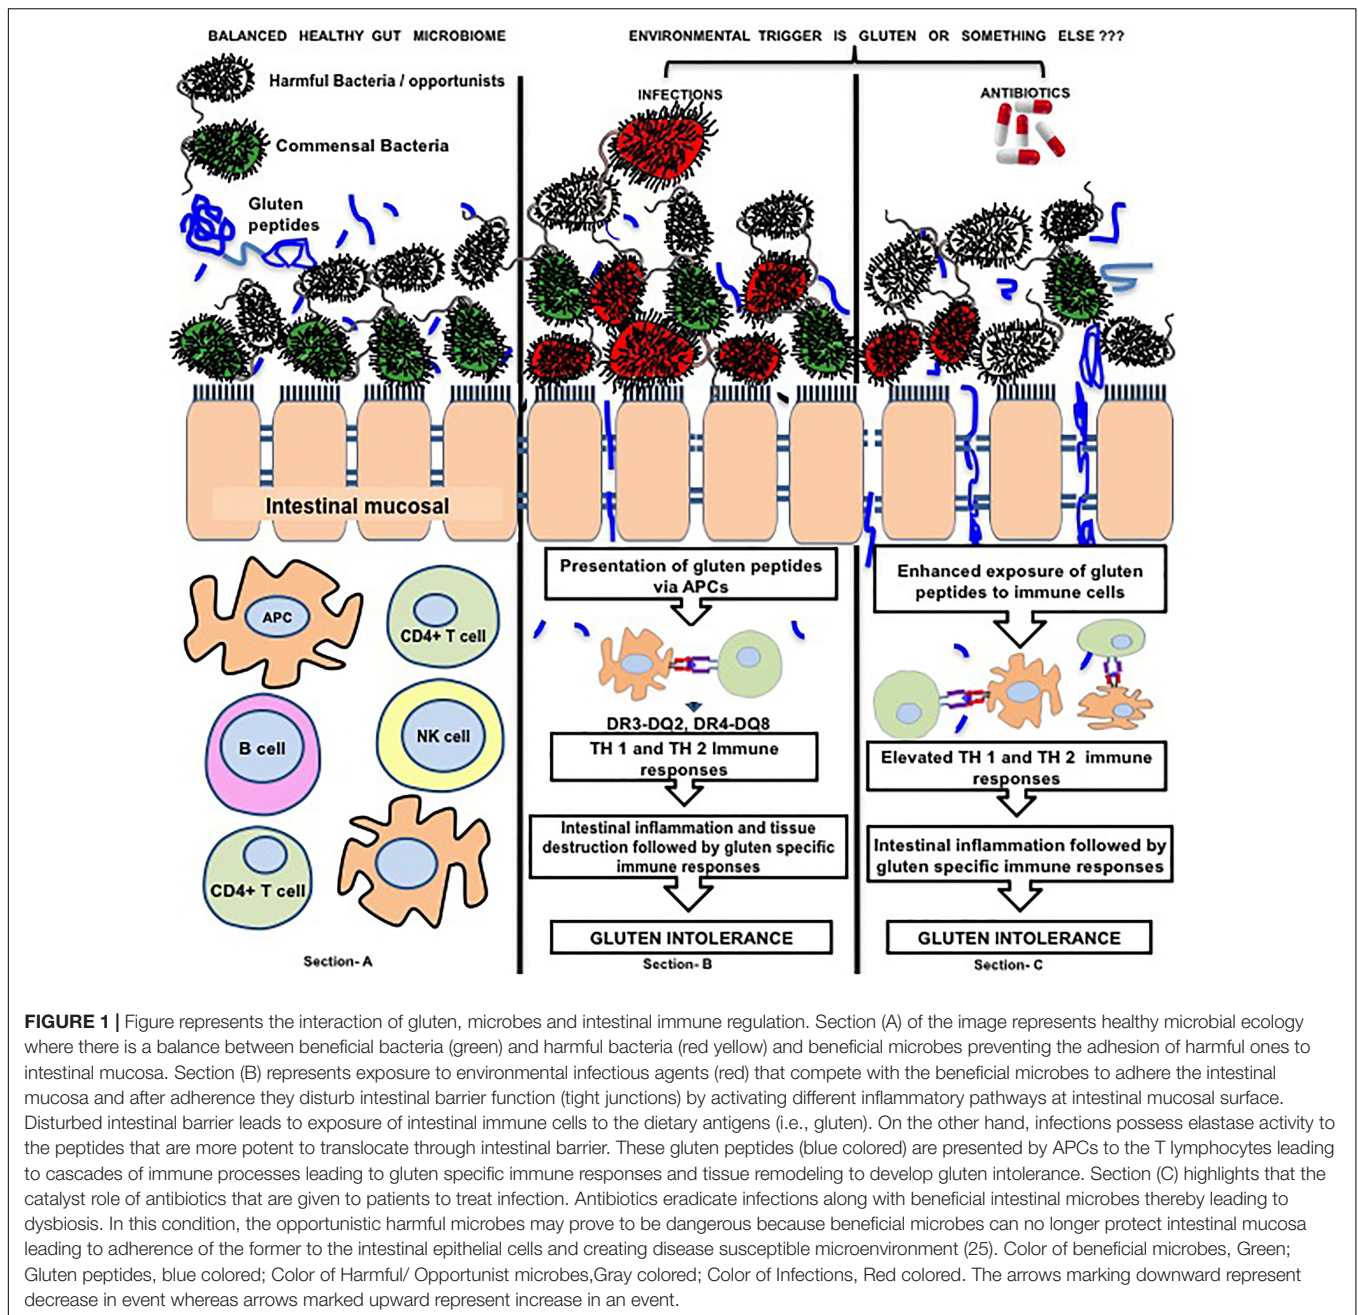 BALANCED HEALTHY GUT MICROBIOME
ENVIRONMENTAL TRIGGER IS GLUTEN OR SOMETHING ELSE ???
Harmful Bacteria / opportunists
Commensal Bacteria
Gluten
peptides
INFECTIONS
ANTIBIOTICS
Intestinal mucosal
APC
CD4+ T cell
B cell
NK cell
CD4+ T cell
Section- A
Presentation of gluten peptides
via APCs
DR3-DQ2, DR4-DQ8
TH 1 and TH 2 Immune
responses
Intestinal inflammation and tissue
destruction followed by gluten specific
immune responses
GLUTEN INTOLERANCE
Section- B
Enhanced exposure of gluten
peptides to immune cells
Elevated TH 1 and TH 2 immune
responses
Intestinal inflammation followed by
gluten specific immune responses
GLUTEN INTOLERANCE
Section- C
FIGURE 1 | Figure represents the interaction of gluten, microbes and intestinal immune regulation. Section (A) of the image represents healthy microbial ecology
where there is a balance between beneficial bacteria (green) and harmful bacteria (red yellow) and beneficial microbes preventing the adhesion of harmful ones to
intestinal mucosa. Section (B) represents exposure to environmental infectious agents (red) that compete with the beneficial microbes to adhere the intestinal
mucosa and after adherence they disturb intestinal barrier function (tight junctions) by activating different inflammatory pathways at intestinal mucosal surface.
Disturbed intestinal barrier leads to exposure of intestinal immune cells to the dietary antigens (i.e., gluten). On the other hand, infections possess elastase activity to
the peptides that are more potent to translocate through intestinal barrier. These gluten peptides (blue colored) are presented by APCs to the T lymphocytes leading
to cascades of immune processes leading to gluten specific immune responses and tissue remodeling to develop gluten intolerance. Section (C) highlights that the
catalyst role of antibiotics that are given to patients to treat infection. Antibiotics eradicate infections along with beneficial intestinal microbes thereby leading to
dysbiosis. In this condition, the opportunistic harmful microbes may prove to be dangerous because beneficial microbes can no longer protect intestinal mucosa
leading to adherence of the former to the intestinal epithelial cells and creating disease susceptible microenvironment (25). Color of beneficial microbes, Green;
Gluten peptides, blue colored; Color of Harmful/ Opportunist microbes,Gray colored; Color of Infections, Red colored. The arrows marking downward represent
decrease in event whereas arrows marked upward represent increase in an event.